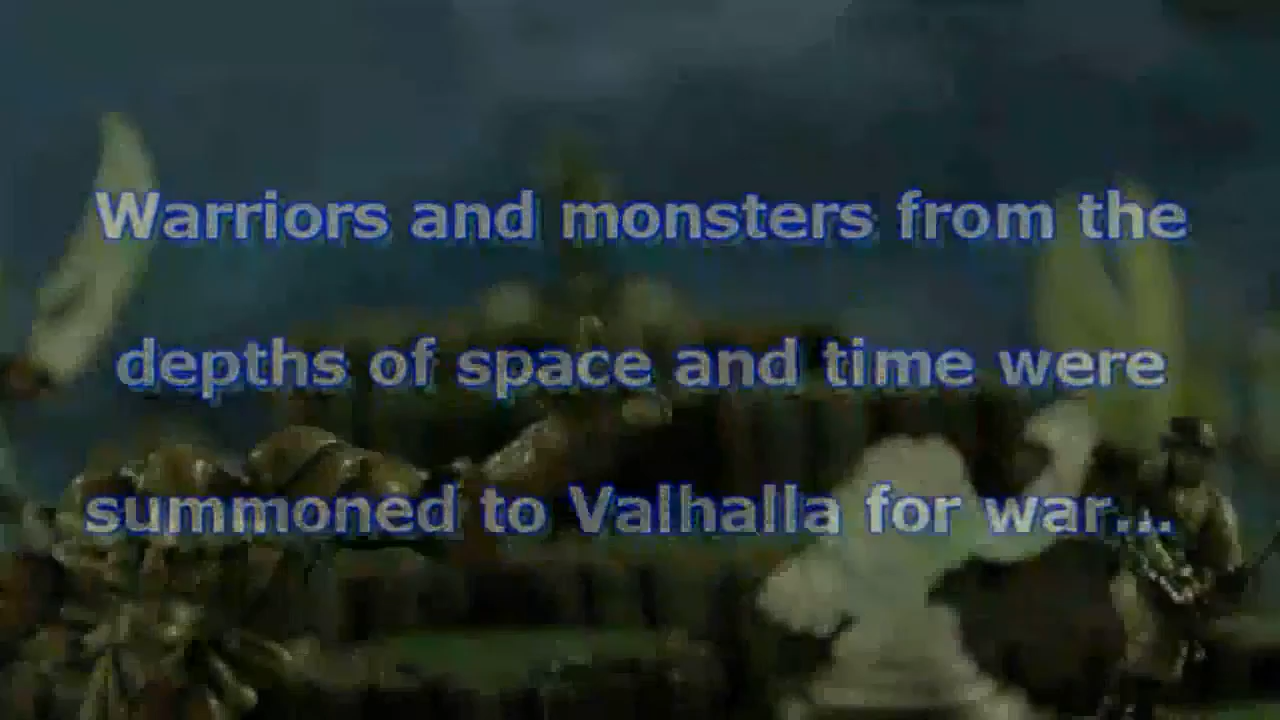 Warriors and monsters from the
depths of space and time were
summoned to Valhalla for war...